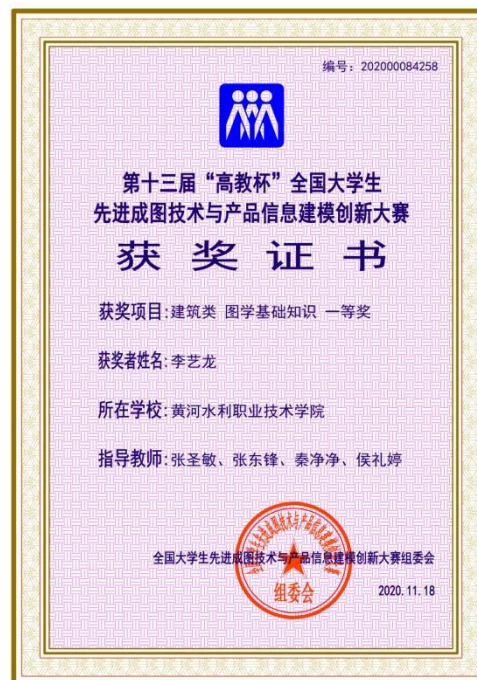 编号：202000084258
第十三届“高教杯”全国大学生
先进成图技术与产品信息建模创新大赛
获奖证书
获奖项目:建筑类 图学基础知识 一等奖
获奖者姓名:李艺龙
所在学校:黄河水利职业技术学院
指导教师:张圣敏、张东锋、秦净净、侯礼婷
全国大学生先进成图技术与产品信息建模创新大赛组委会
组委会
2020.11.18